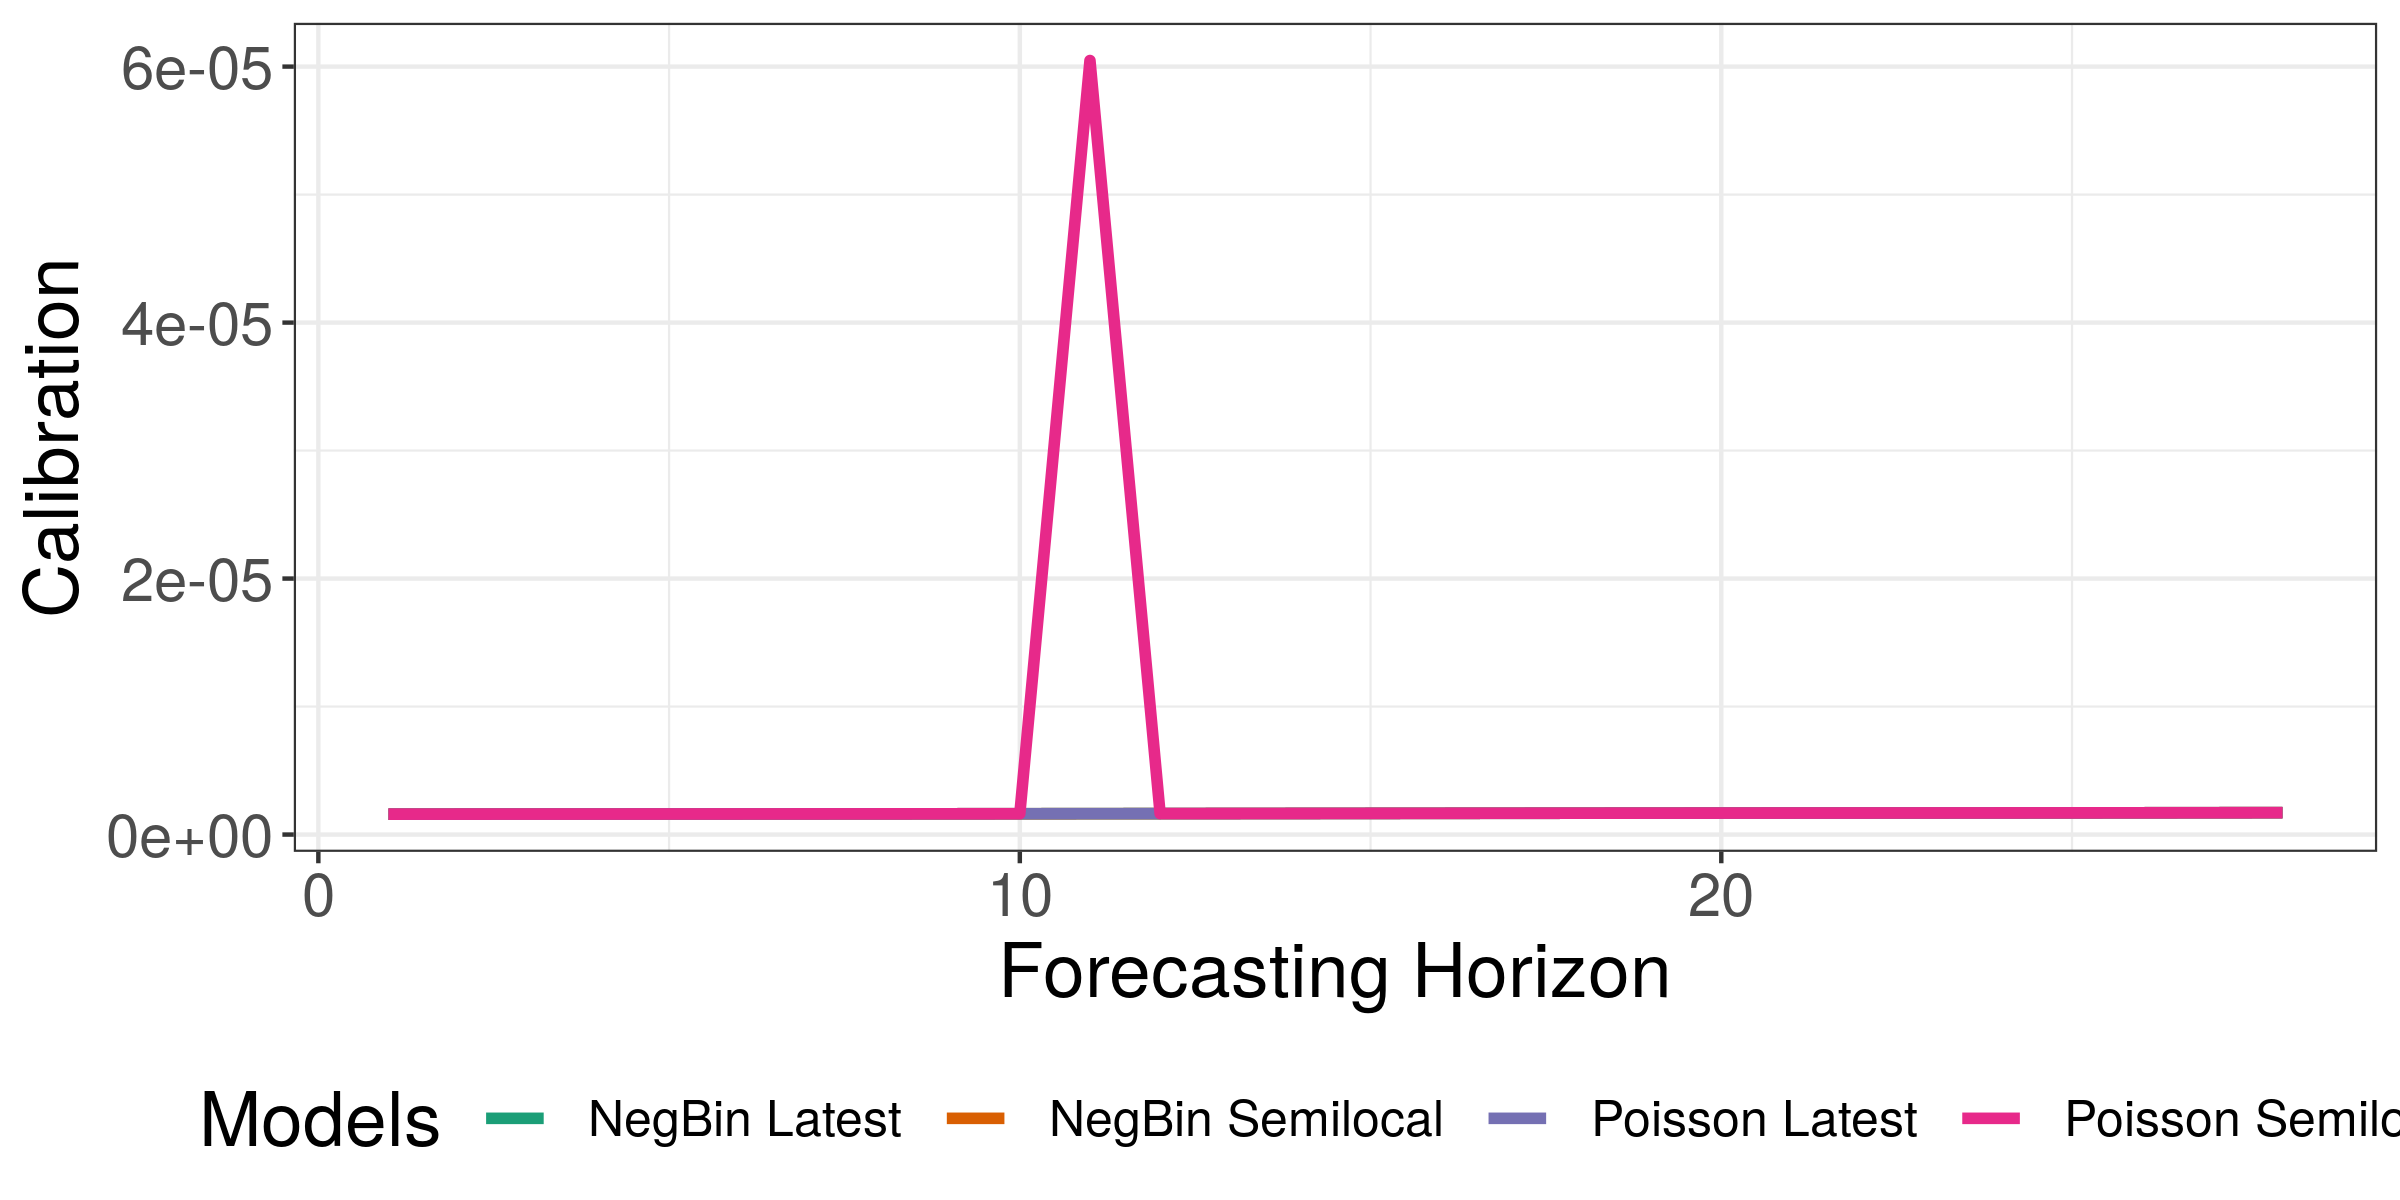 Calibration
6e-05
4e-05
2e-05
0e+00
0 10 20
Forecasting Horizon
Models NegBin Latest NegBin Semilocal Poisson Latest Poisson Semilo